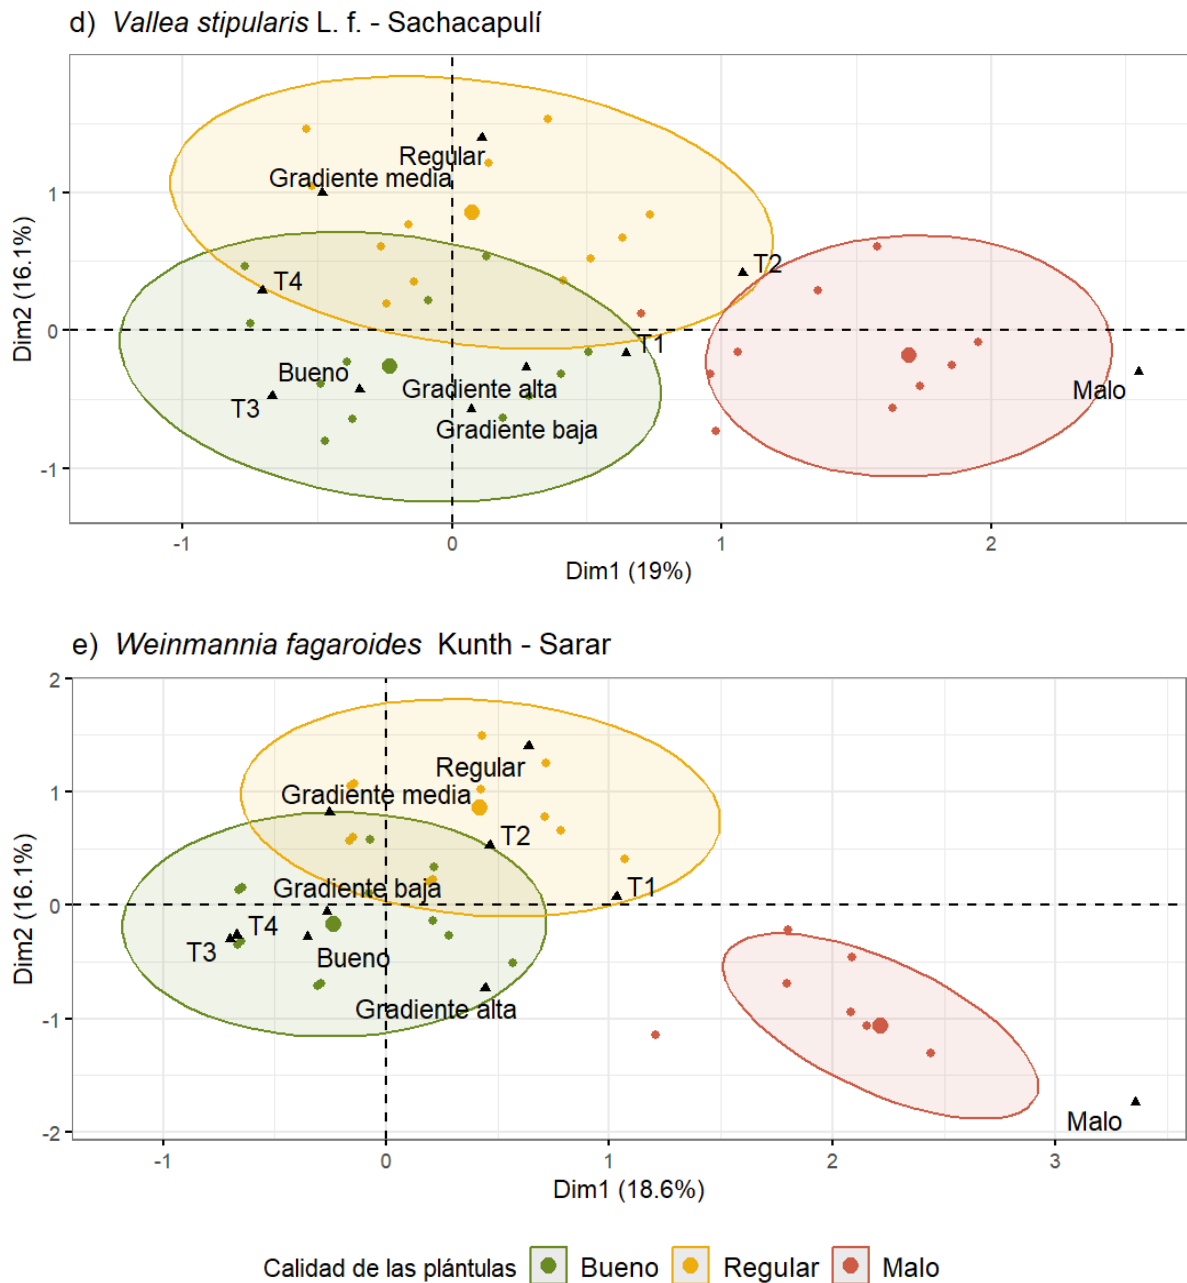 d) Vallea stipularis L. f. - Sachacapulí
Regular
Gradiente media
T4
T2
T1
Bueno
Gradiente alta
T3
Gradiente baja
Malo
1
0
-1
Dim2 (16.1%)
-1 0 1 2
Dim1 (19%)
e) Weinmannia fagaroides Kunth - Sarar
2
1
0
-1
-2
Dim2 (16.1%)
Regular
Gradiente media
T2
T1
Gradiente baja
T4
T3
Bueno
Gradiente alta
Malo
-1 0 1 2 3
Dim1 (18.6%)
Calidad de las plántulas Bueno Regular Malo